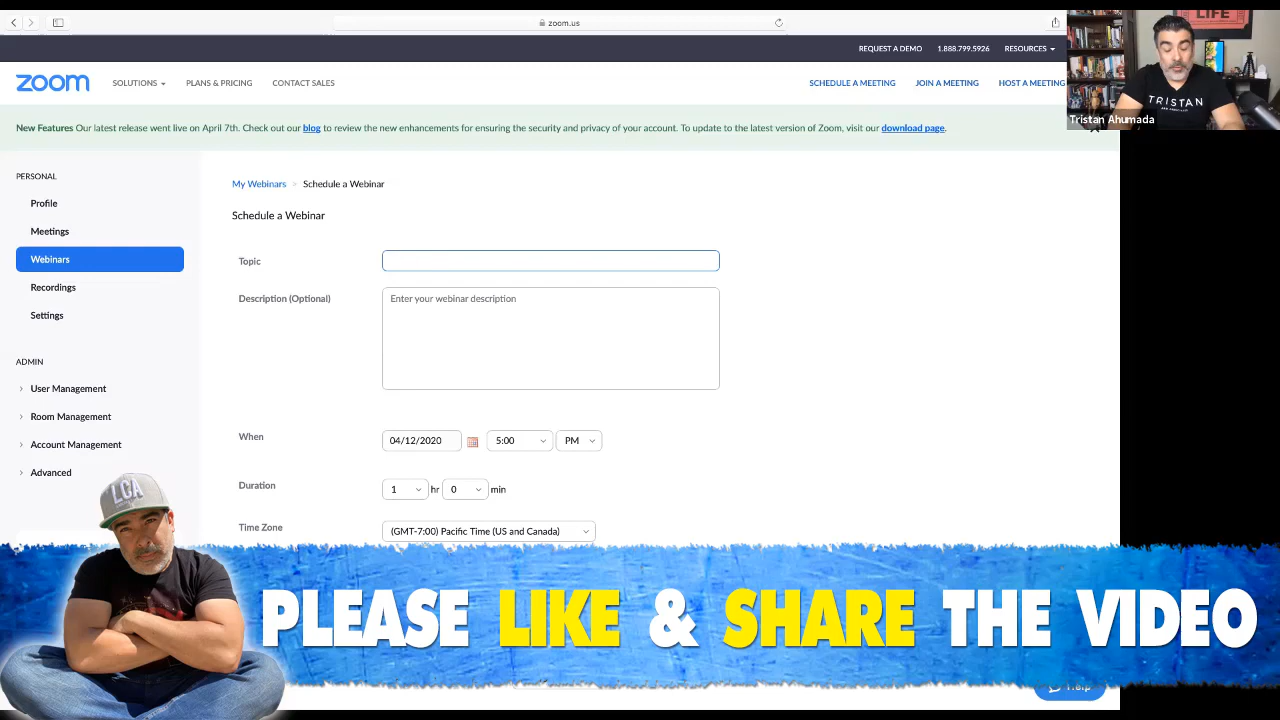 zoom.us
REQUEST A DEMO 1.888.799.5926 RESOURCES
LIFE
zoom SOLUTIONS PLANS & PRICING CONTACT SALES SCHEDULE A MEETING JOIN A MEETING HOST A MEETING
TRISTAN
Tristan Ahumada
New Features Our latest release went live on April 7th. Check out our blog to review the new enhancements for ensuring the security and privacy of your account. To update to the latest version of Zoom, visit our download page.
PERSONAL
Profile
Meetings
Webinars
Recordings
Settings
ADMIN
User Management
Room Management
Account Management
Advanced
My Webinars > Schedule a Webinar
Schedule a Webinar
Topic
Description (Optional) Enter your webinar description
When 04/12/2020 5:00 PM
Duration 1 hr 0 min
Time Zone (GMT-7:00) Pacific Time (US and Canada)
LCA
PLEASE LIKE & SHARE THE VIDEO
Help